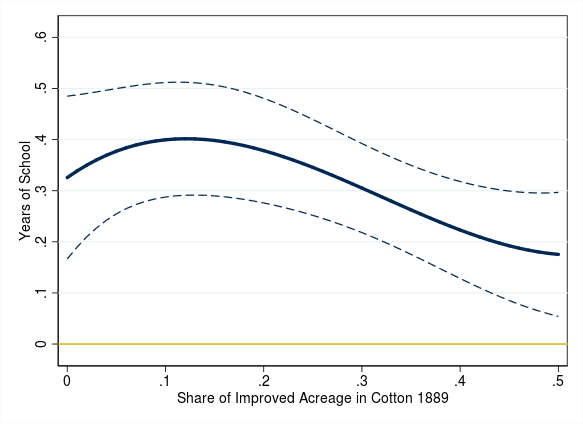 Years of School
.6
.5
.4
.3
.2
.1
0
0 .1 .2 .3 .4 .5
Share of Improved Acreage in Cotton 1889